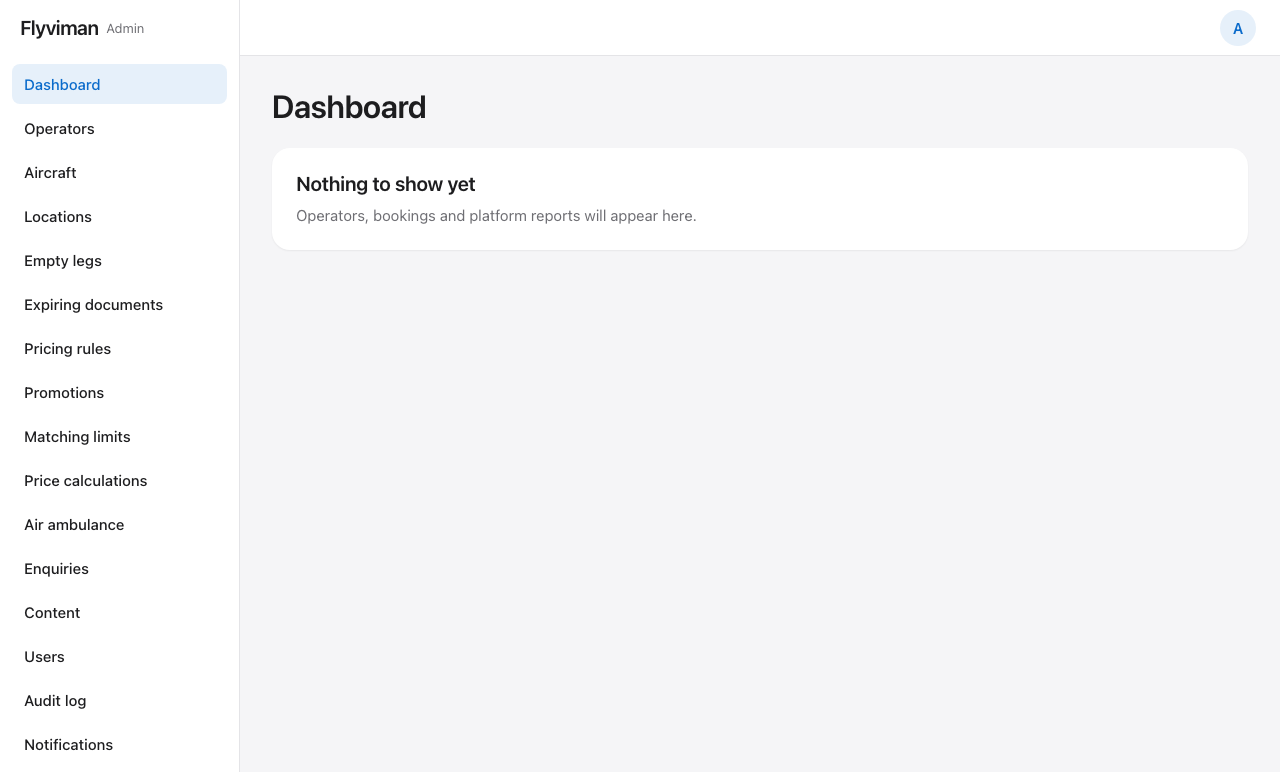 Flyviman Admin
A
Dashboard
Operators
Aircraft
Locations
Empty legs
Expiring documents
Pricing rules
Promotions
Matching limits
Price calculations
Air ambulance
Enquiries
Content
Users
Audit log
Notifications
Dashboard
Nothing to show yet
Operators, bookings and platform reports will appear here.